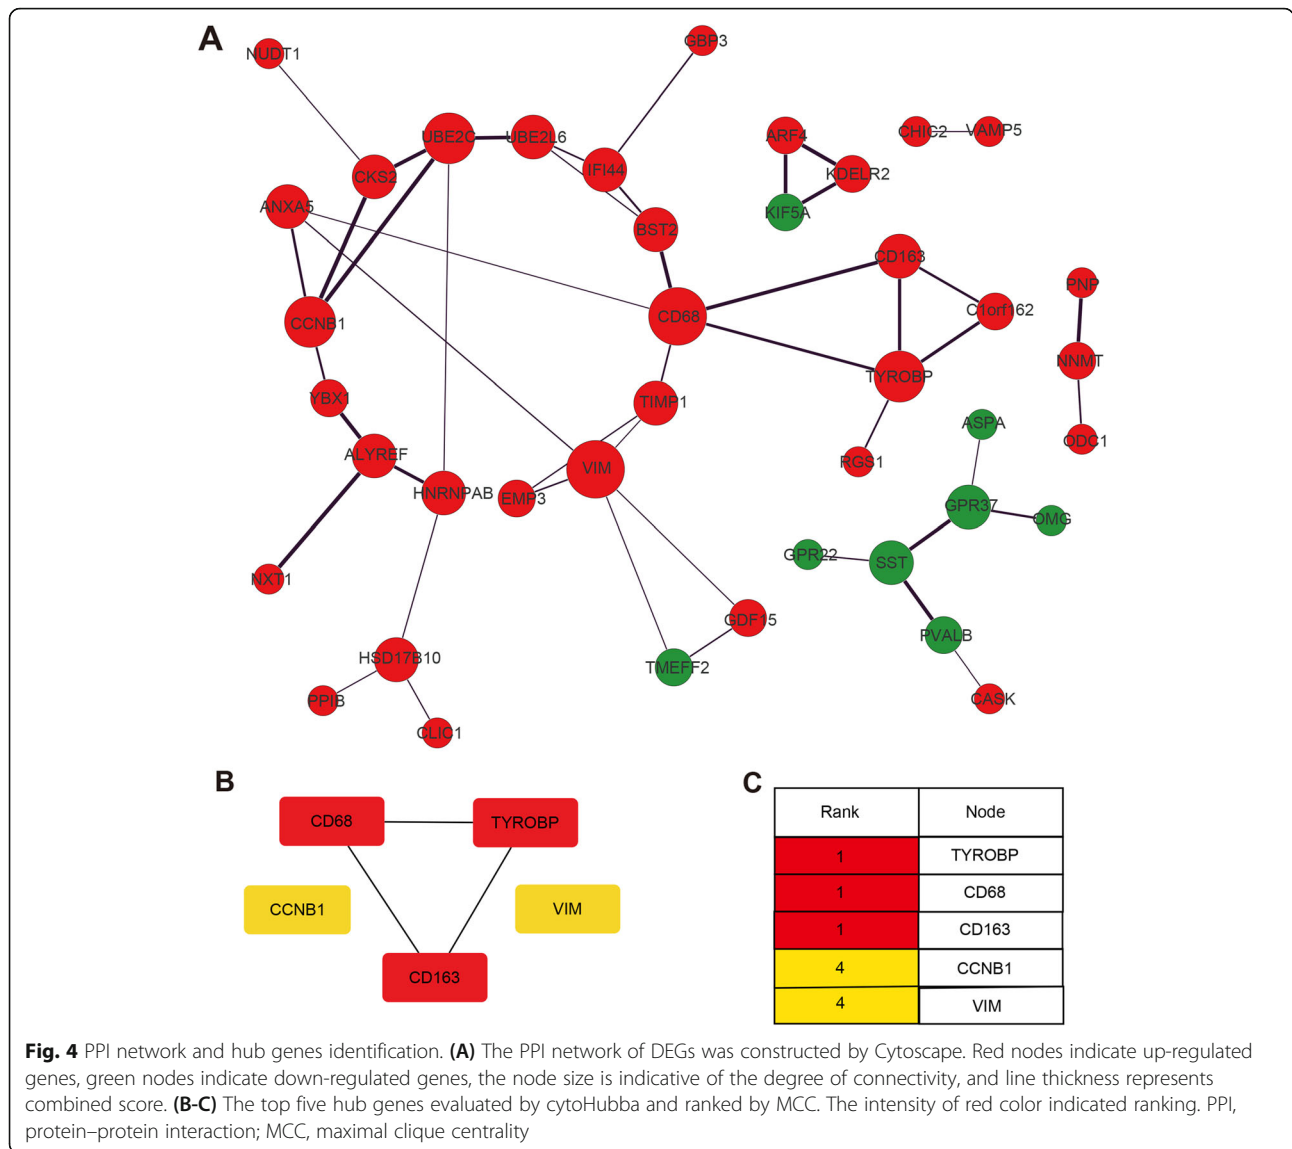 A
NUDT1
GBP3
UBE2C
UBE2L6
ARF4
CHIC2
VAMP5
CKS2
IFI44
KDELR2
ANXA5
KIF5A
BST2
CD163
PNP
C1orf162
CD68
CCNB1
NNMT
TYROBP
YBX1
TIMP1
ASPA
ODC1
ALYREF
RGS1
VIM
HNRNPAB
EMP3
GPR37
OMG
GPR22
SST
NXT1
GDF15
PVALB
HSD17B10
TMEFF2
PPIB
CASK
CLIC1
B
CD68
TYROBP
CCNB1
VIM
CD163
C
Rank Node
1 TYROBP
1 CD68
1 CD163
4 CCNB1
4 VIM
Fig. 4 PPI network and hub genes identification. (A) The PPI network of DEGs was constructed by Cytoscape. Red nodes indicate up-regulated
genes, green nodes indicate down-regulated genes, the node size is indicative of the degree of connectivity, and line thickness represents
combined score. (B-C) The top five hub genes evaluated by cytoHubba and ranked by MCC. The intensity of red color indicated ranking. PPI,
protein–protein interaction; MCC, maximal clique centrality